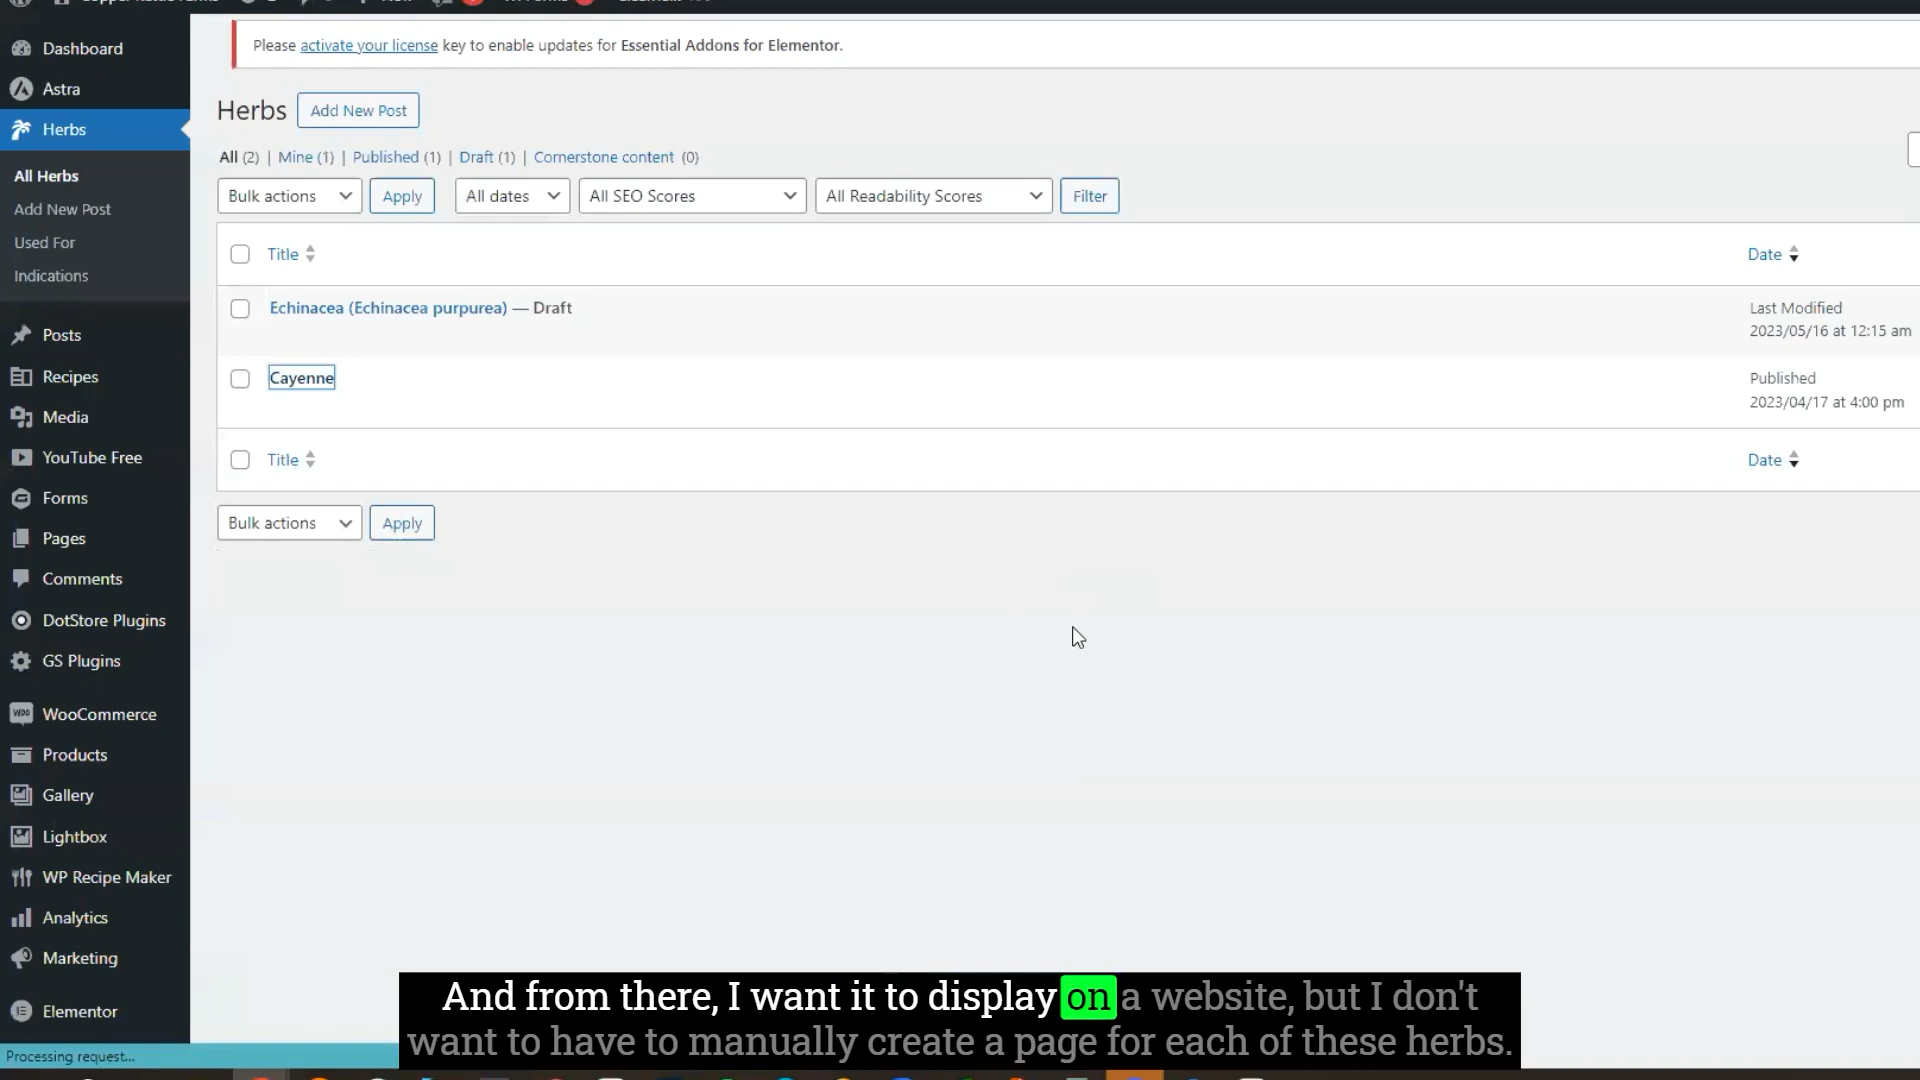 Dashboard
Astra
Herbs
All Herbs
Add New Post
Used For
Indications
Posts
Recipes
Media
YouTube Free
Forms
Pages
Comments
DotStore Plugins
GS Plugins
WooCommerce
Products
Gallery
Lightbox
WP Recipe Maker
Analytics
Marketing
Elementor
Processing request...
Please activate your license key to enable updates for Essential Addons for Elementor.
Herbs Add New Post
All (2) | Mine (1) | Published (1) | Draft (1) | Cornerstone content (0)
Bulk actions Apply All dates All SEO Scores All Readability Scores Filter
Title Date
Echinacea (Echinacea purpurea) — Draft Last Modified
2023/05/16 at 12:15 am
Cayenne Published
2023/04/17 at 4:00 pm
Title Date
Bulk actions Apply
And from there, I want it to display on a website, but I don't
want to have to manually create a page for each of these herbs.